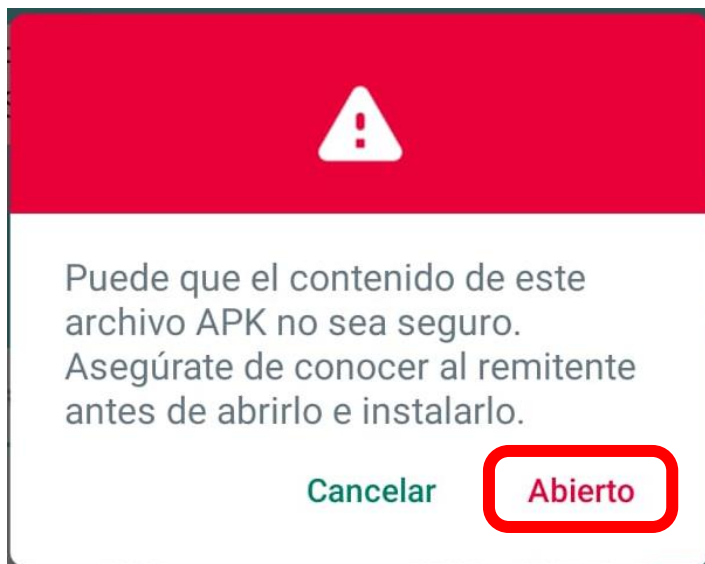 Puede que el contenido de este
archivo APK no sea seguro.
Asegúrate de conocer al remitente
antes de abrirlo e instalarlo.
Cancelar Abierto